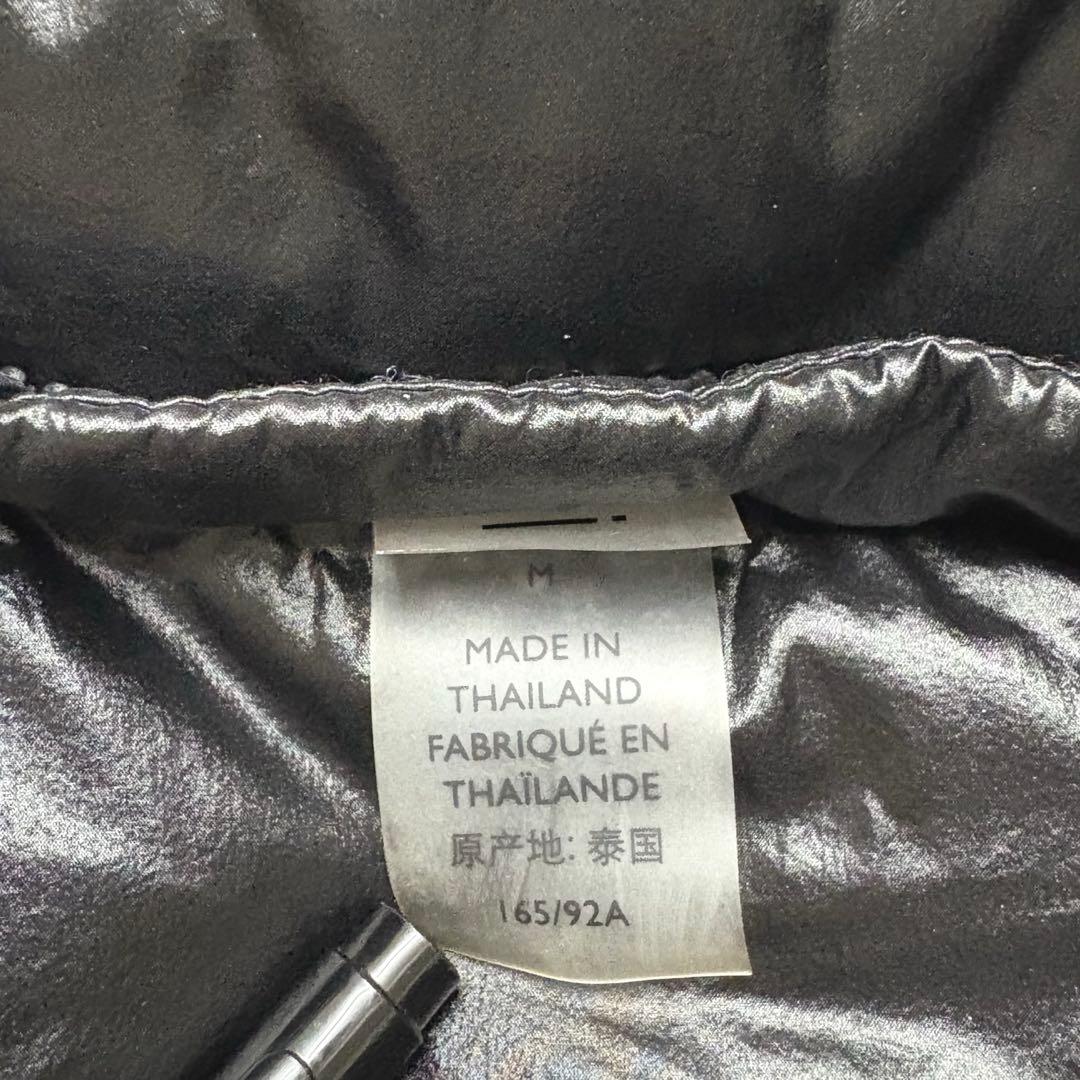 M
MADE IN
THAILAND
FABRIQUÉ EN
THAÏLANDE
原产地: 泰国
165/92A